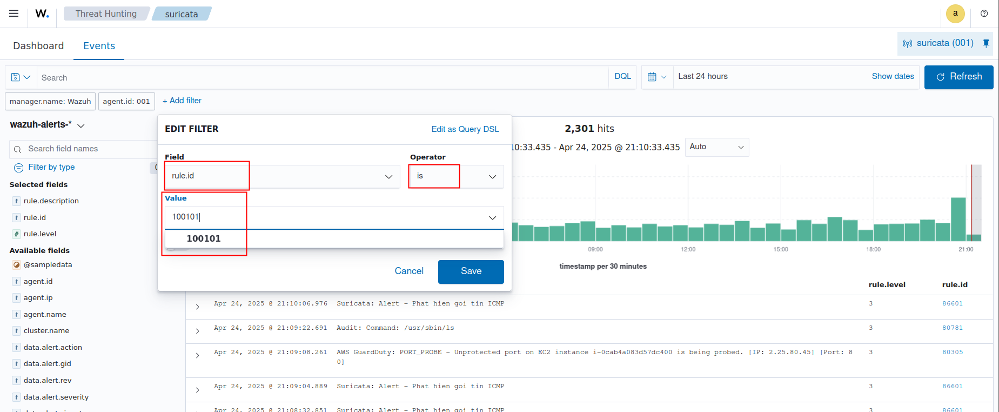 W.
Threat Hunting
suricata
a
Dashboard
Events
suricata (001)
Search
DQL
Last 24 hours
Show dates
Refresh
manager.name: Wazuh
agent.id: 001
+ Add filter
wazuh-alerts-*
Search field names
Filter by type
Selected fields
t rule.description
t rule.id
# rule.level
Available fields
@sampledata
t agent.id
t agent.ip
t agent.name
t cluster.name
t data.alert.action
t data.alert.gid
t data.alert.rev
t data.alert.severity
EDIT FILTER
Edit as Query DSL
Field
Operator
rule.id
is
Value
100101
100101
Cancel
Save
2,301 hits
10:33.435 - Apr 24, 2025 @ 21:10:33.435
Auto
09:00 12:00 15:00 18:00 21:00
timestamp per 30 minutes
rule.level rule.id
Apr 24, 2025 @ 21:10:06.976 Suricata: Alert - Phat hien goi tin ICMP 3 86601
Apr 24, 2025 @ 21:09:22.691 Audit: Command: /usr/sbin/ls 3 80781
Apr 24, 2025 @ 21:09:08.261 AWS GuardDuty: PORT_PROBE - Unprotected port on EC2 instance i-0cab4a083d57dc400 is being probed. [IP: 2.25.80.45] [Port: 8 3 80305
0]
Apr 24, 2025 @ 21:09:04.889 Suricata: Alert - Phat hien goi tin ICMP 3 86601
Apr 24, 2025 @ 21:08:32.851 Suricata: Alert - Phat hien goi tin ICMP 3 86601